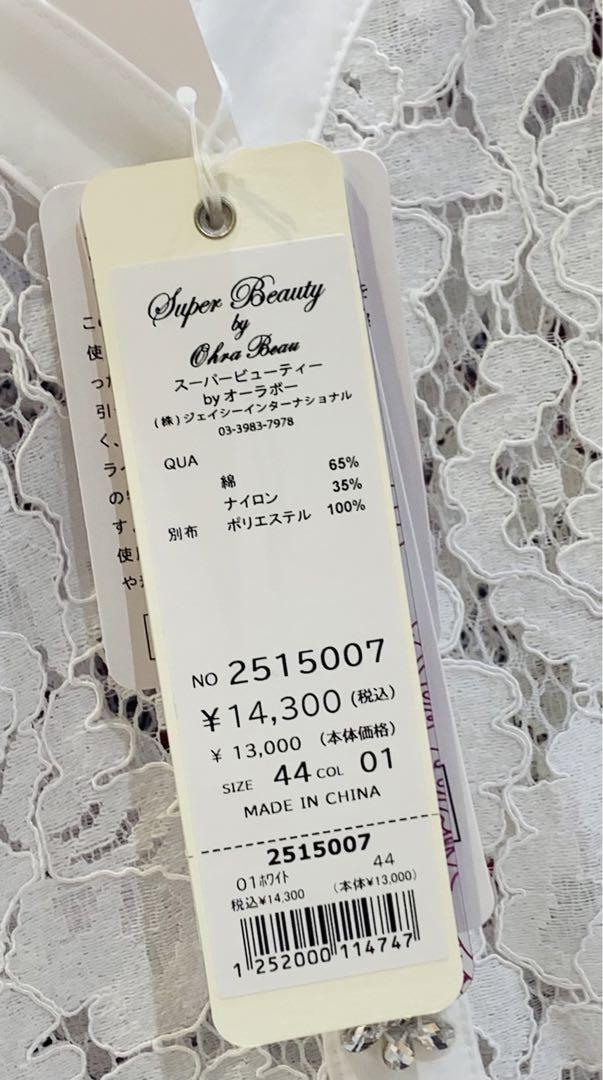 Super Beauty
by
Ohra Beau
スーパービューティー
by オーラボー
(株)ジェイシーインターナショナル
03-3983-7978
QUA
綿 65%
ナイロン 35%
別布 ポリエステル 100%
NO 2515007
¥14,300 (税込)
¥ 13,000 (本体価格)
SIZE 44 COL 01
MADE IN CHINA
2515007
01ホワイト 44
税込¥14,300 (本体¥13,000)
1 252000 114747